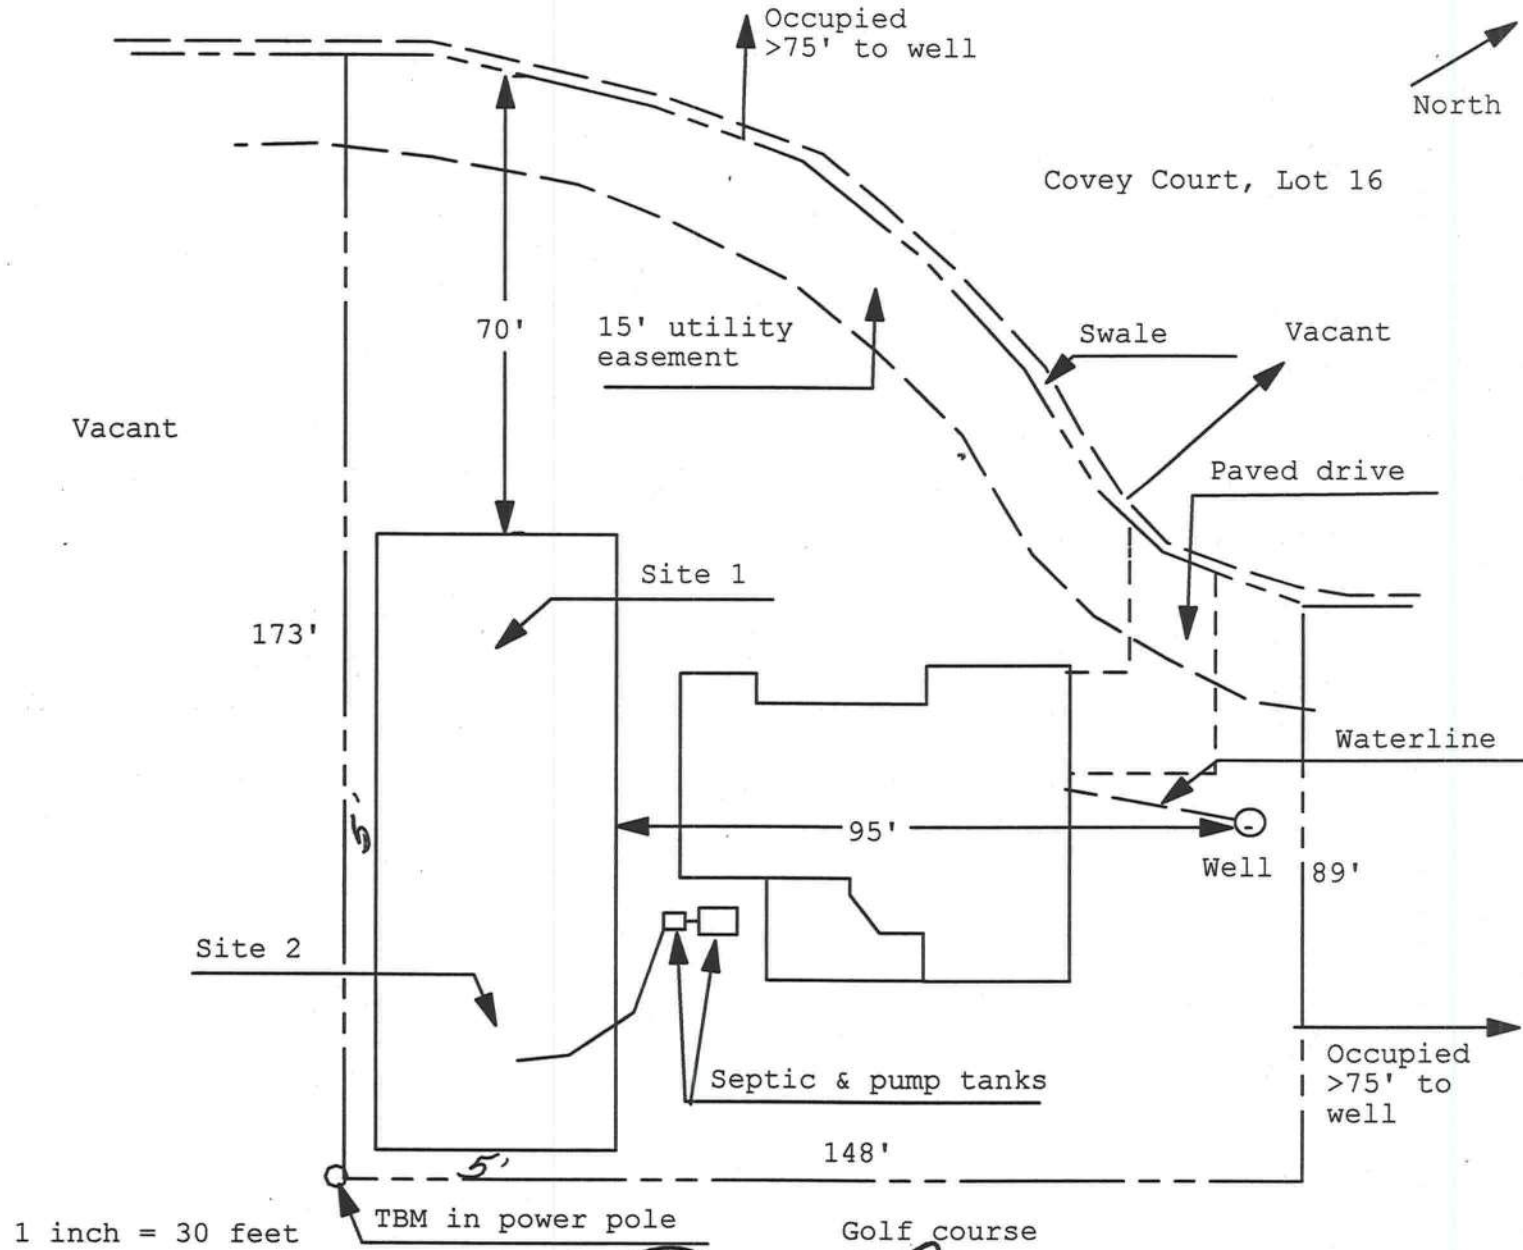 Occupied
>75' to well
North
Covey Court, Lot 16
70'
15' utility
easement
Swale
Vacant
Vacant
Paved drive
Site 1
173'
Waterline
95'
Well
89'
5'
Site 2
Occupied
>75' to
well
Septic & pump tanks
148'
5'
1 inch = 30 feet
TBM in power pole
Golf course